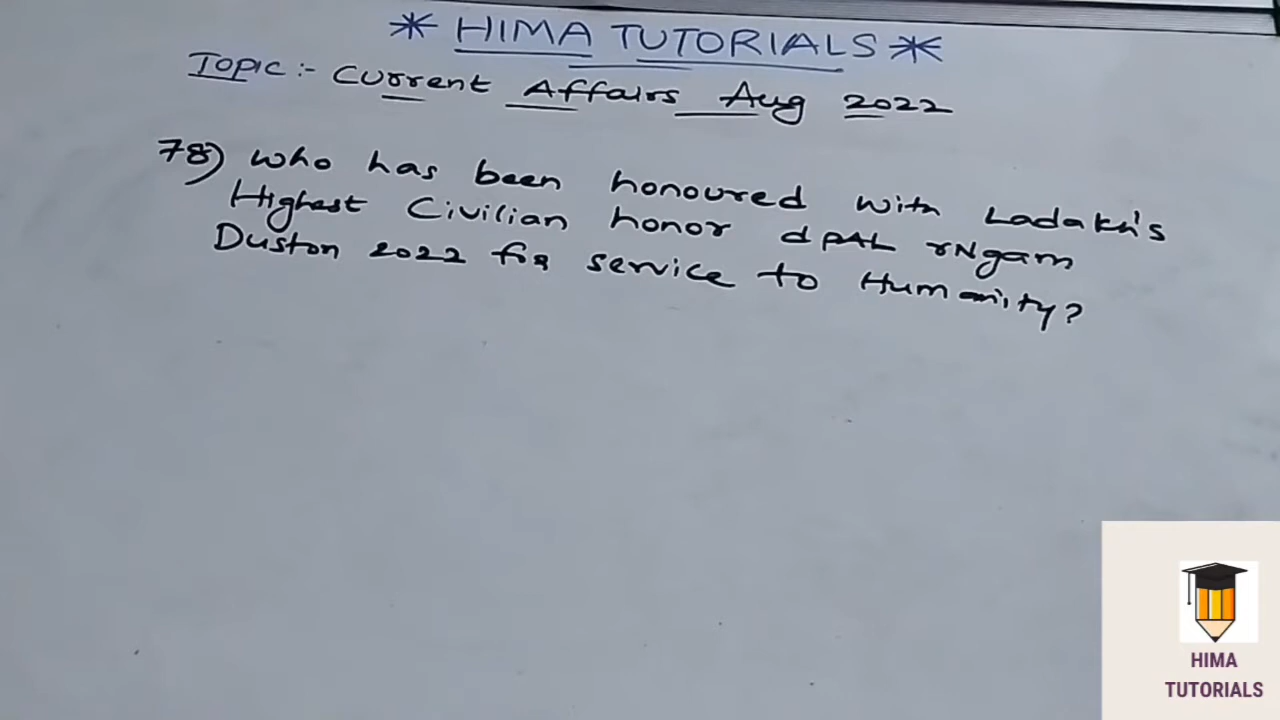 * HIMA TUTORIALS *
Topic:- Current Affairs Aug 2022
78) who has been honoured with Ladakh's
Highest Civilian honor dPAL rNgam
Duston 2022 for service to Humanity?
HIMA
TUTORIALS